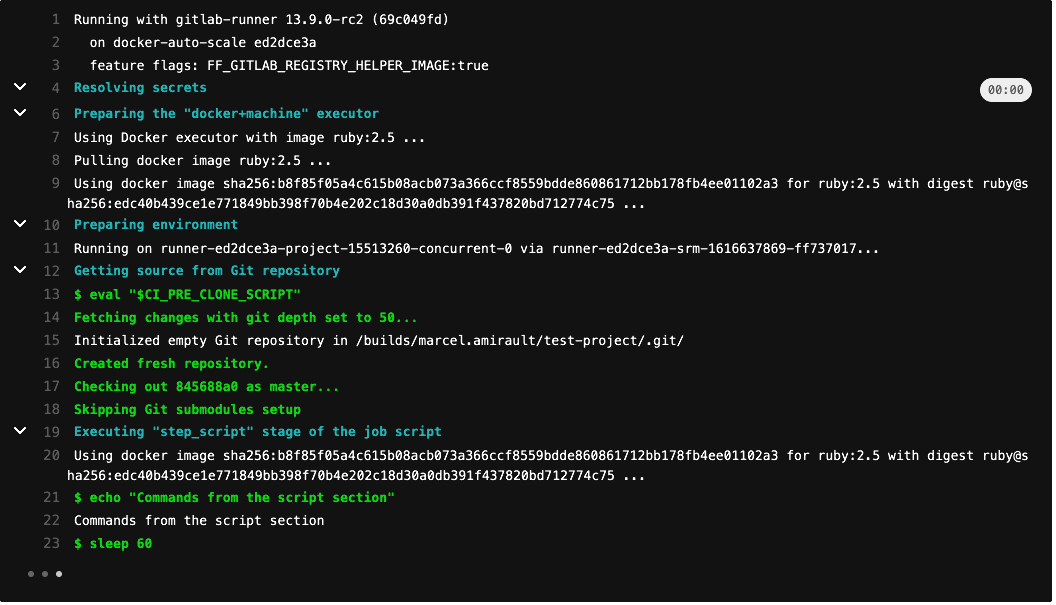 1 Running with gitlab-runner 13.9.0-rc2 (69c049fd)
2 on docker-auto-scale ed2dce3a
3 feature flags: FF_GITLAB_REGISTRY_HELPER_IMAGE:true
4 Resolving secrets 00:00
6 Preparing the "docker+machine" executor
7 Using Docker executor with image ruby:2.5 ...
8 Pulling docker image ruby:2.5 ...
9 Using docker image sha256:b8f85f05a4c615b08acb073a366ccf8559bdde860861712bb178fb4ee01102a3 for ruby:2.5 with digest ruby@s
ha256:edc40b439ce1e771849bb398f70b4e202c18d30a0db391f437820bd712774c75 ...
10 Preparing environment
11 Running on runner-ed2dce3a-project-15513260-concurrent-0 via runner-ed2dce3a-srm-1616637869-ff737017...
12 Getting source from Git repository
13 $ eval "$CI_PRE_CLONE_SCRIPT"
14 Fetching changes with git depth set to 50...
15 Initialized empty Git repository in /builds/marcel.amirault/test-project/.git/
16 Created fresh repository.
17 Checking out 845688a0 as master...
18 Skipping Git submodules setup
19 Executing "step_script" stage of the job script
20 Using docker image sha256:b8f85f05a4c615b08acb073a366ccf8559bdde860861712bb178fb4ee01102a3 for ruby:2.5 with digest ruby@s
ha256:edc40b439ce1e771849bb398f70b4e202c18d30a0db391f437820bd712774c75 ...
21 $ echo "Commands from the script section"
22 Commands from the script section
23 $ sleep 60